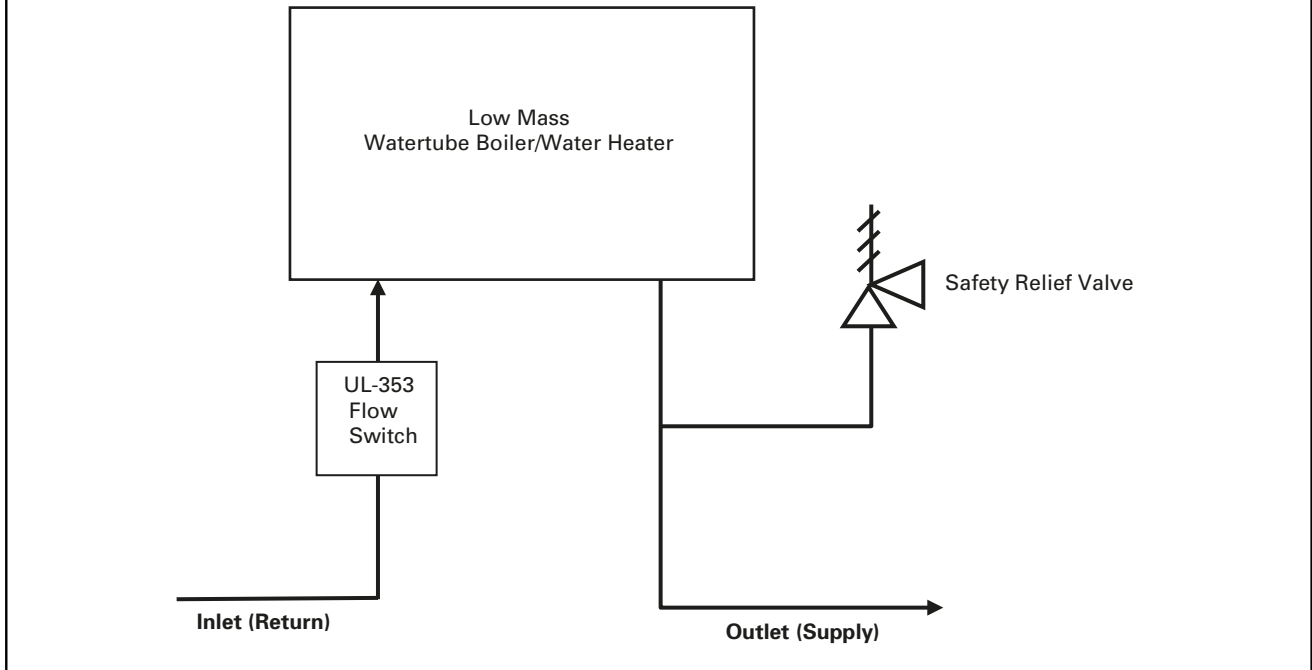 Low Mass
Watertube Boiler/Water Heater
Safety Relief Valve
UL-353
Flow
Switch
Inlet (Return)
Outlet (Supply)